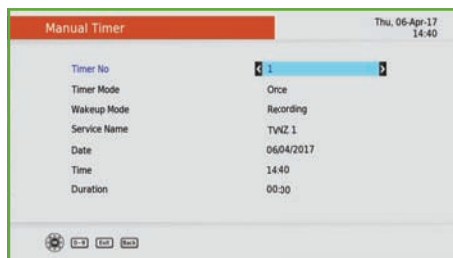 Manual Timer
Thu, 06-Apr-17
14:40
Timer No 1
Timer Mode Once
Wakeup Mode Recording
Service Name TVNZ 1
Date 06/04/2017
Time 14:40
Duration 00:30
0-9 Exit Back